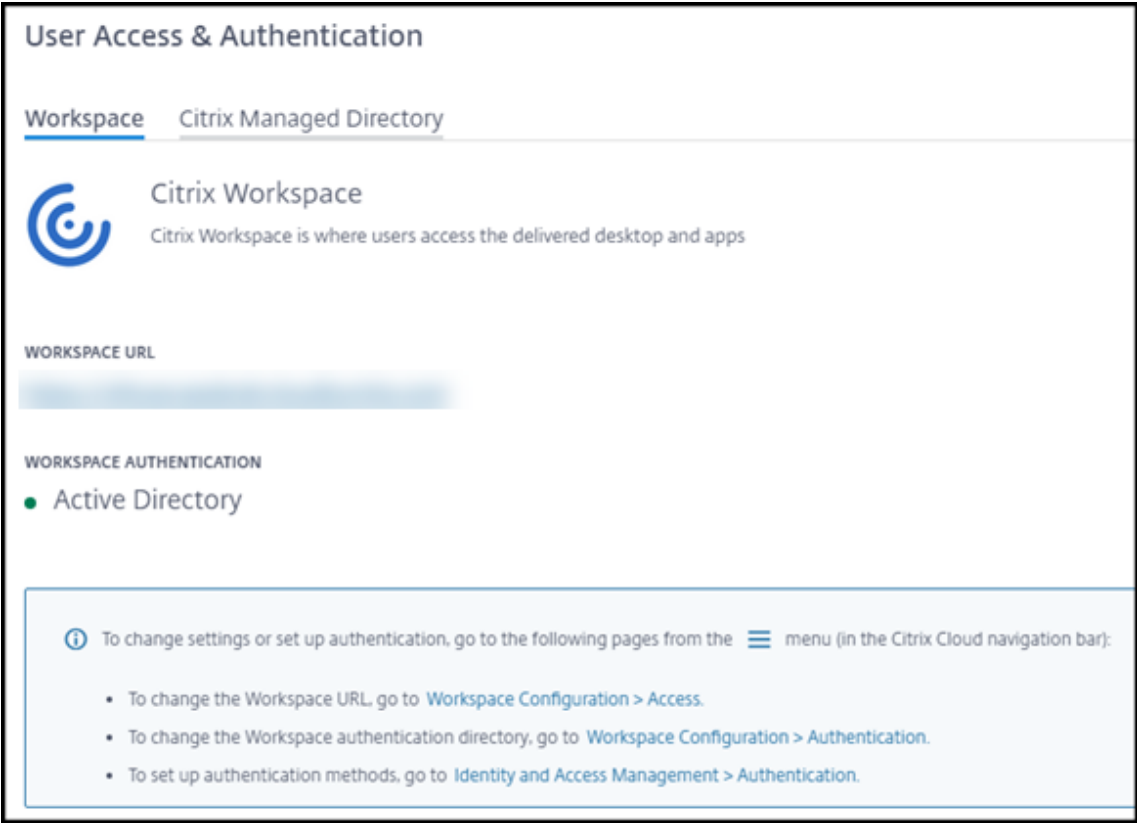 User Access & Authentication
Workspace Citrix Managed Directory
Citrix Workspace
Citrix Workspace is where users access the delivered desktop and apps
WORKSPACE URL
WORKSPACE AUTHENTICATION
• Active Directory
To change settings or set up authentication, go to the following pages from the ☰ menu (in the Citrix Cloud navigation bar):
• To change the Workspace URL, go to Workspace Configuration > Access.
• To change the Workspace authentication directory, go to Workspace Configuration > Authentication.
• To set up authentication methods, go to Identity and Access Management > Authentication.